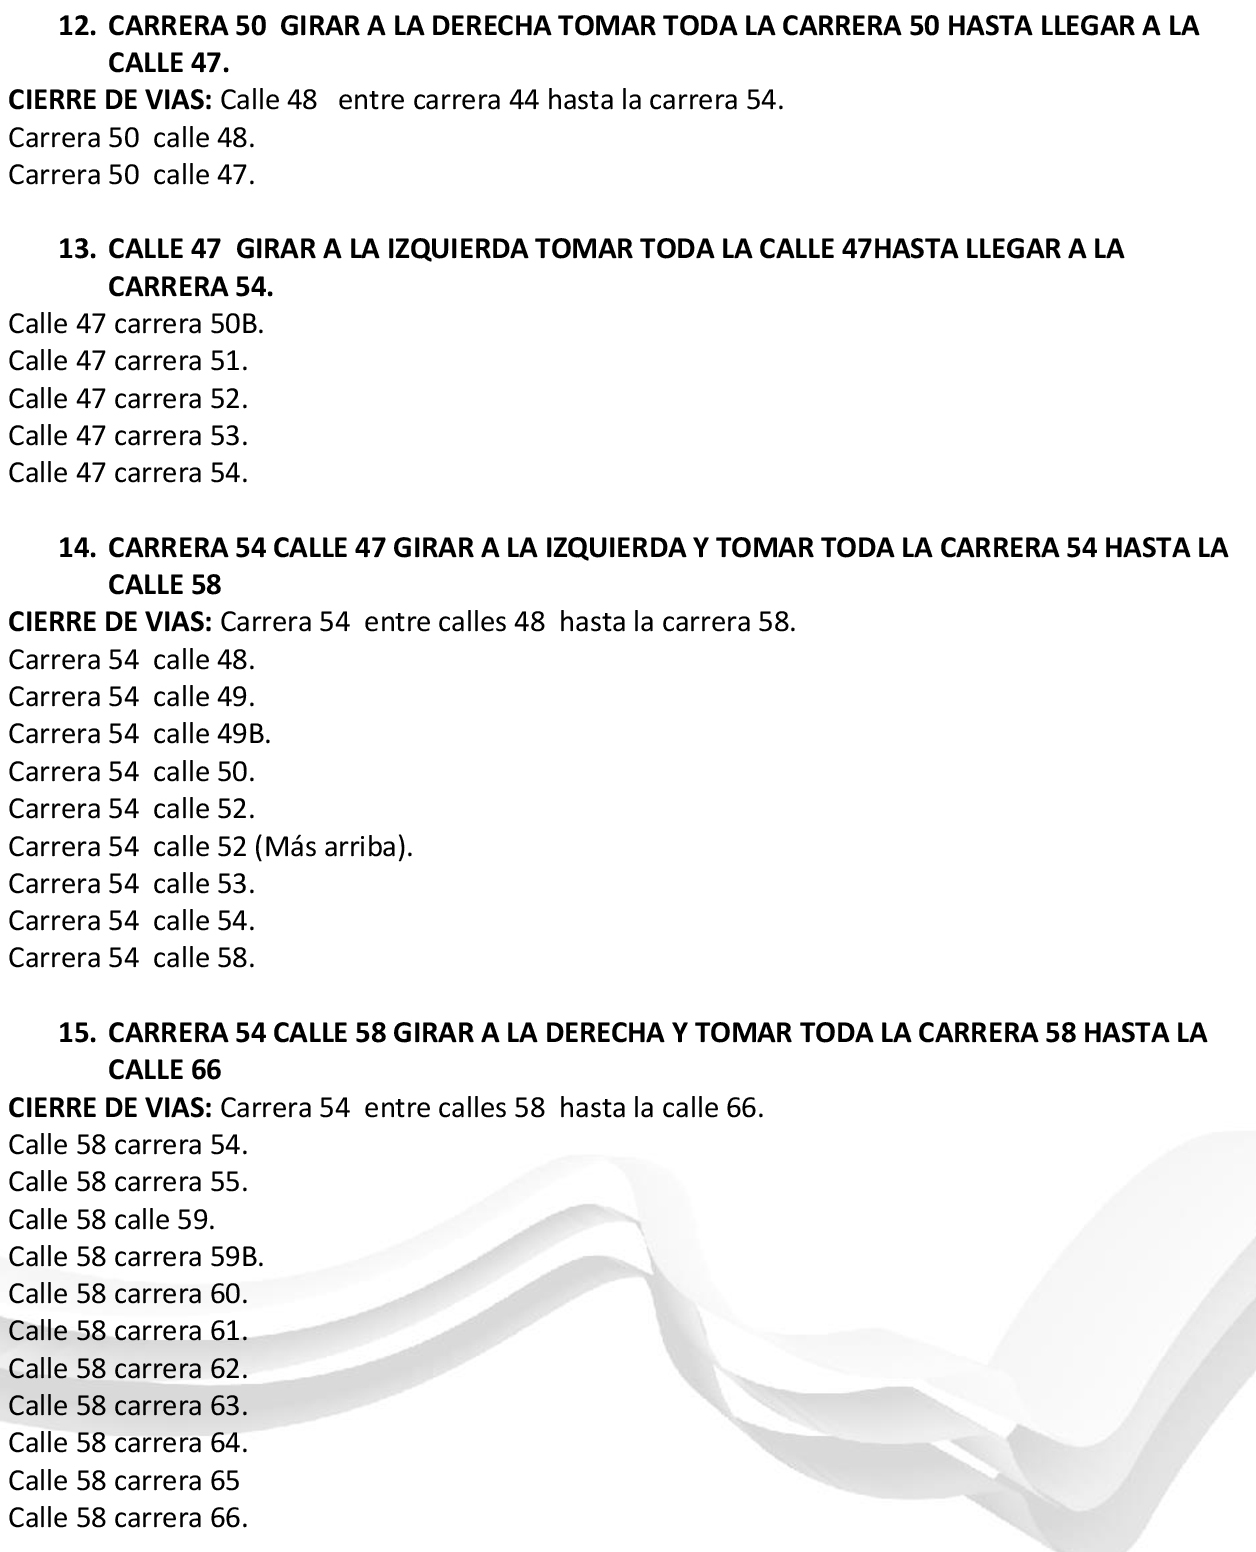 12. CARRERA 50 GIRAR A LA DERECHA TOMAR TODA LA CARRERA 50 HASTA LLEGAR A LA
CALLE 47.
CIERRE DE VIAS: Calle 48 entre carrera 44 hasta la carrera 54.
Carrera 50 calle 48.
Carrera 50 calle 47.
13. CALLE 47 GIRAR A LA IZQUIERDA TOMAR TODA LA CALLE 47HASTA LLEGAR A LA
CARRERA 54.
Calle 47 carrera 50B.
Calle 47 carrera 51.
Calle 47 carrera 52.
Calle 47 carrera 53.
Calle 47 carrera 54.
14. CARRERA 54 CALLE 47 GIRAR A LA IZQUIERDA Y TOMAR TODA LA CARRERA 54 HASTA LA
CALLE 58
CIERRE DE VIAS: Carrera 54 entre calles 48 hasta la carrera 58.
Carrera 54 calle 48.
Carrera 54 calle 49.
Carrera 54 calle 49B.
Carrera 54 calle 50.
Carrera 54 calle 52.
Carrera 54 calle 52 (Más arriba).
Carrera 54 calle 53.
Carrera 54 calle 54.
Carrera 54 calle 58.
15. CARRERA 54 CALLE 58 GIRAR A LA DERECHA Y TOMAR TODA LA CARRERA 58 HASTA LA
CALLE 66
CIERRE DE VIAS: Carrera 54 entre calles 58 hasta la calle 66.
Calle 58 carrera 54.
Calle 58 carrera 55.
Calle 58 calle 59.
Calle 58 carrera 59B.
Calle 58 carrera 60.
Calle 58 carrera 61.
Calle 58 carrera 62.
Calle 58 carrera 63.
Calle 58 carrera 64.
Calle 58 carrera 65
Calle 58 carrera 66.